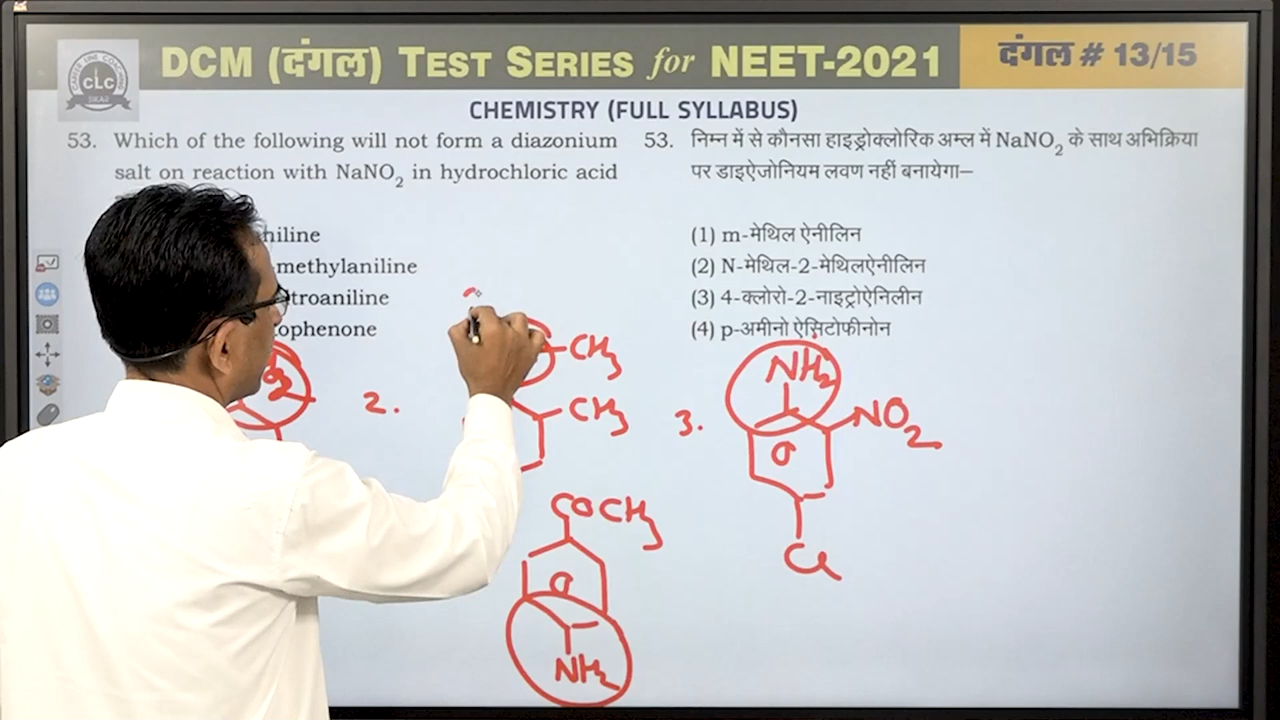 DCM (दंगल) TEST SERIES for NEET-2021
दंगल # 13/15
CLC
CHEMISTRY (FULL SYLLABUS)
53. Which of the following will not form a diazonium
salt on reaction with NaNO2 in hydrochloric acid
methylaniline
53. निम्न में से कौनसा हाइड्रोक्लोरिक अम्ल में NaNO2 के साथ अभिक्रिया
पर डाइऐजोनियम लवण नहीं बनायेगा–
(1) m-मेथिल ऐनीलिन
(2) N-मेथिल-2-मेथिलऐनीलिन
(3) 4-क्लोरो-2-नाइट्रोऐनिलीन
(4) p-अमीनो ऐसिटोफीनोन
2.
CH3
CH3
3.
NH2
NO2
Cl
COCH3
NH2